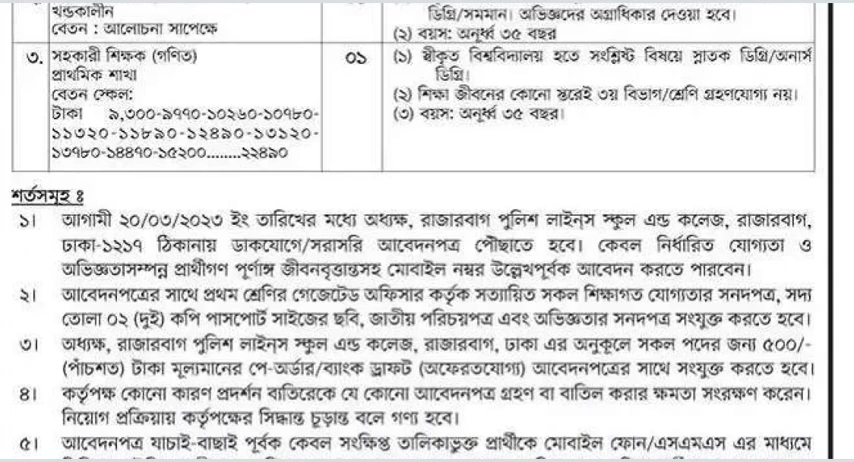 খন্ডকালীন
বেতন : আলোচনা সাপেক্ষে
ডিগ্রি/সমমান। অভিজ্ঞদের অগ্রাধিকার দেওয়া হবে।
(২) বয়স: অনূর্ধ্ব ৩৫ বছর
৩. সহকারী শিক্ষক (গণিত)
প্রাথমিক শাখা
বেতন স্কেল:
টাকা ৯,৩০০-৯৭৭০-১০২৬০-১০৭৮০-
১১৩২০-১১৮৯০-১২৪৯০-১৩১২০-
১৩৭৮০-১৪৪৭০-১৫২০০........২২৪৯০
০১
(১) স্বীকৃত বিশ্ববিদ্যালয় হতে সংশ্লিষ্ট বিষয়ে স্নাতক ডিগ্রি/অনার্স
ডিগ্রি।
(২) শিক্ষা জীবনের কোনো স্তরেই ৩য় বিভাগ/শ্রেণি গ্রহণযোগ্য নয়।
(৩) বয়স: অনূর্ধ্ব ৩৫ বছর।
শর্তসমূহ ঃ
১। আগামী ২০/০৩/২০২৩ ইং তারিখের মধ্যে অধ্যক্ষ, রাজারবাগ পুলিশ লাইনস স্কুল এন্ড কলেজ, রাজারবাগ,
ঢাকা-১২১৭ ঠিকানায় ডাকযোগে/সরাসরি আবেদনপত্র পৌঁছাতে হবে। কেবল নির্ধারিত যোগ্যতা ও
অভিজ্ঞতাসম্পন্ন প্রার্থীগণ পূর্ণাঙ্গ জীবনবৃত্তান্তসহ মোবাইল নম্বর উল্লেখপূর্বক আবেদন করতে পারবেন।
২। আবেদনপত্রের সাথে প্রথম শ্রেণির গেজেটেড অফিসার কর্তৃক সত্যায়িত সকল শিক্ষাগত যোগ্যতার সনদপত্র, সদ্য
তোলা ০২ (দুই) কপি পাসপোর্ট সাইজের ছবি, জাতীয় পরিচয়পত্র এবং অভিজ্ঞতার সনদপত্র সংযুক্ত করতে হবে।
৩। অধ্যক্ষ, রাজারবাগ পুলিশ লাইনস স্কুল এন্ড কলেজ, রাজারবাগ, ঢাকা এর অনুকূলে সকল পদের জন্য ৫০০/-
(পাঁচশত) টাকা মূল্যমানের পে-অর্ডার/ব্যাংক ড্রাফট (অফেরতযোগ্য) আবেদনপত্রের সাথে সংযুক্ত করতে হবে।
৪। কর্তৃপক্ষ কোনো কারণ প্রদর্শন ব্যতিরেকে যে কোনো আবেদনপত্র গ্রহণ বা বাতিল করার ক্ষমতা সংরক্ষণ করেন।
নিয়োগ প্রক্রিয়ায় কর্তৃপক্ষের সিদ্ধান্ত চূড়ান্ত বলে গণ্য হবে।
৫। আবেদনপত্র যাচাই-বাছাই পূর্বক কেবল সংক্ষিপ্ত তালিকাভুক্ত প্রার্থীকে মোবাইল ফোন/এসএমএস এর মাধ্যমে